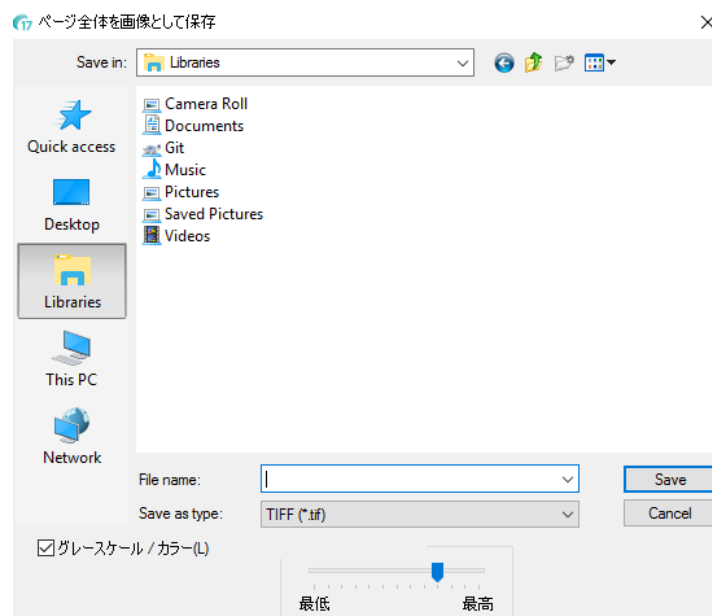 17 ページ全体を画像として保存
Save in: Libraries
Camera Roll
Documents
Git
Music
Pictures
Saved Pictures
Videos
Quick access
Desktop
Libraries
This PC
Network
File name:
Save
Save as type: TIFF (*.tif)
Cancel
グレースケール / カラー(L)
最低 最高